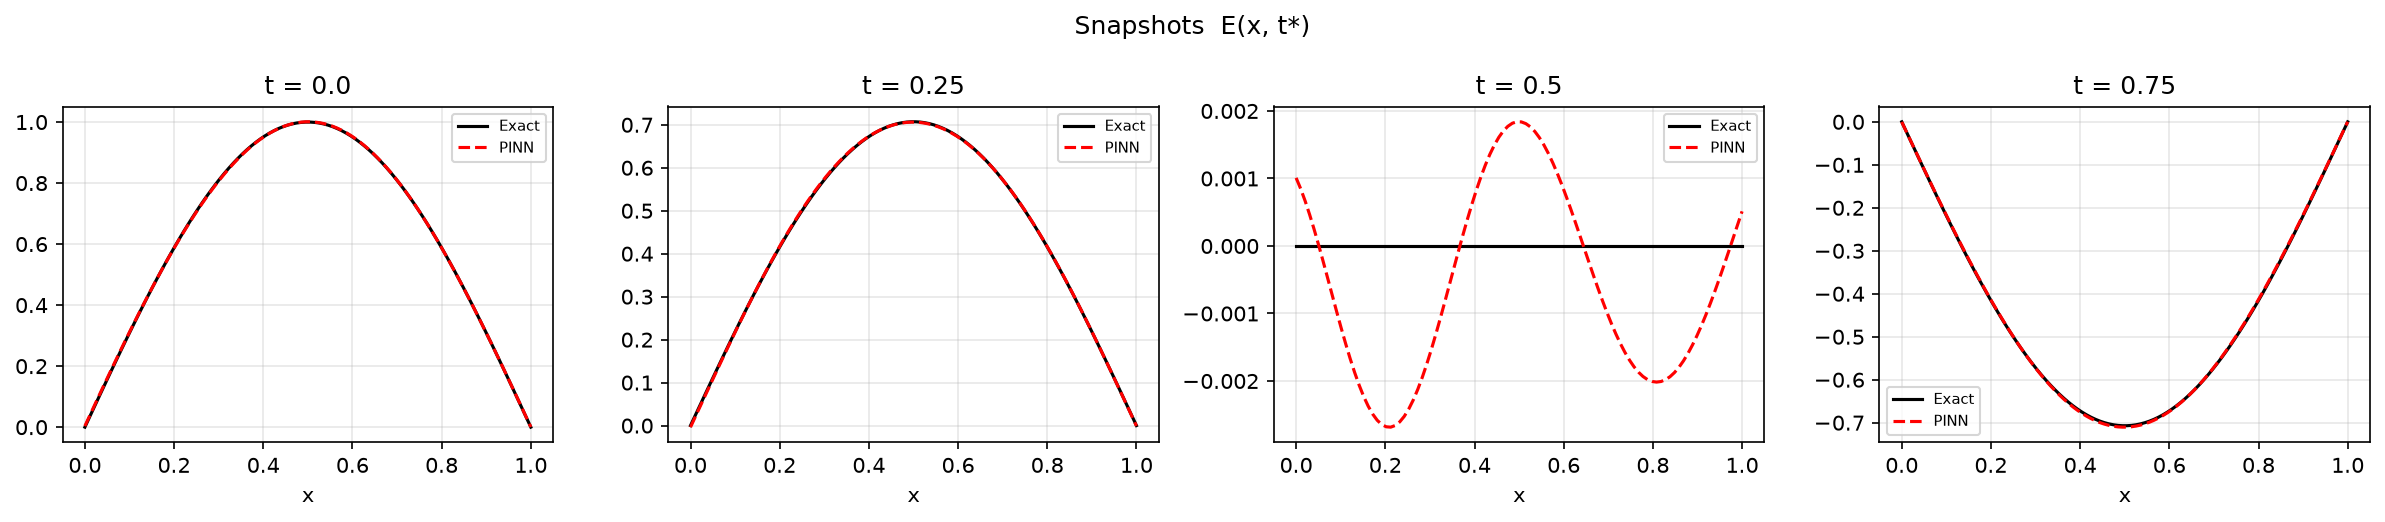 Snapshots  E(x, t*)
t = 0.0
1.0
0.8
0.6
0.4
0.2
0.0
Exact
PINN
0.0 0.2 0.4 0.6 0.8 1.0
x
t = 0.25
0.7
0.6
0.5
0.4
0.3
0.2
0.1
0.0
Exact
PINN
0.0 0.2 0.4 0.6 0.8 1.0
x
t = 0.5
0.002
0.001
0.000
−0.001
−0.002
Exact
PINN
0.0 0.2 0.4 0.6 0.8 1.0
x
t = 0.75
0.0
−0.1
−0.2
−0.3
−0.4
−0.5
−0.6
−0.7
Exact
PINN
0.0 0.2 0.4 0.6 0.8 1.0
x